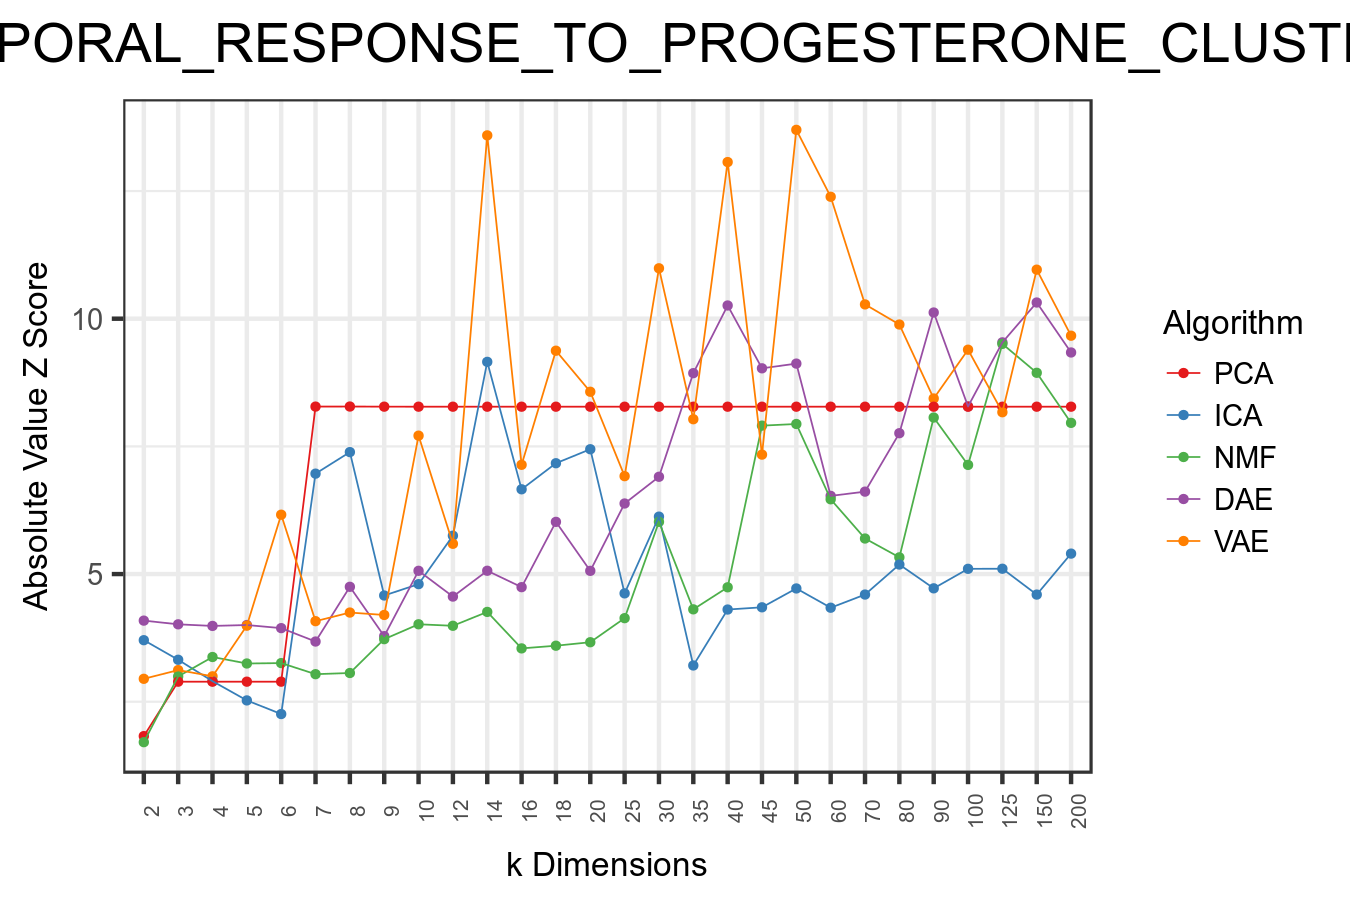 PORAL_RESPONSE_TO_PROGESTERONE_CLUST
Absolute Value Z Score
10
5
2 3 4 5 6 7 8 9 10 12 14 16 18 20 25 30 35 40 45 50 60 70 80 90 100 125 150 200
k Dimensions
Algorithm
PCA
ICA
NMF
DAE
VAE